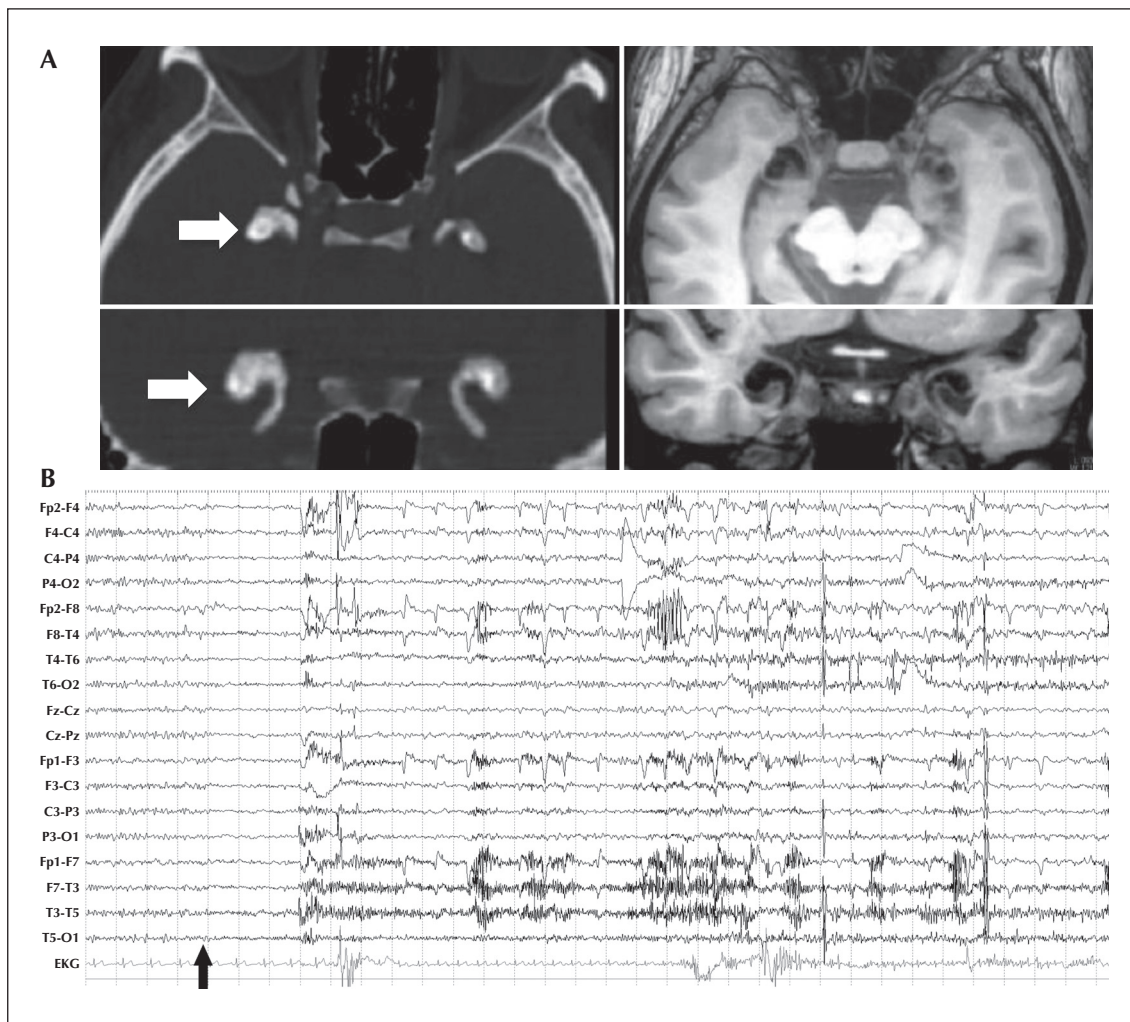 A
B
Fp2-F4
F4-C4
C4-P4
P4-O2
Fp2-F8
F8-T4
T4-T6
T6-O2
Fz-Cz
Cz-Pz
Fp1-F3
F3-C3
C3-P3
P3-O1
Fp1-F7
F7-T3
T3-T5
T5-O1
EKG